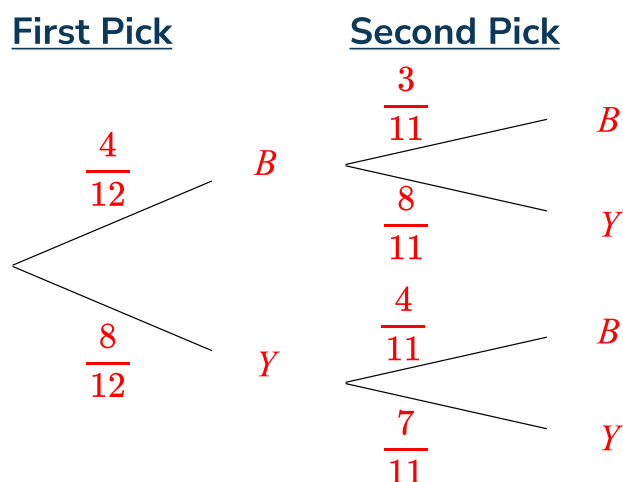 First Pick Second Pick
3/11 B
4/12 B
8/11 Y
4/11 B
8/12 Y
7/11 Y